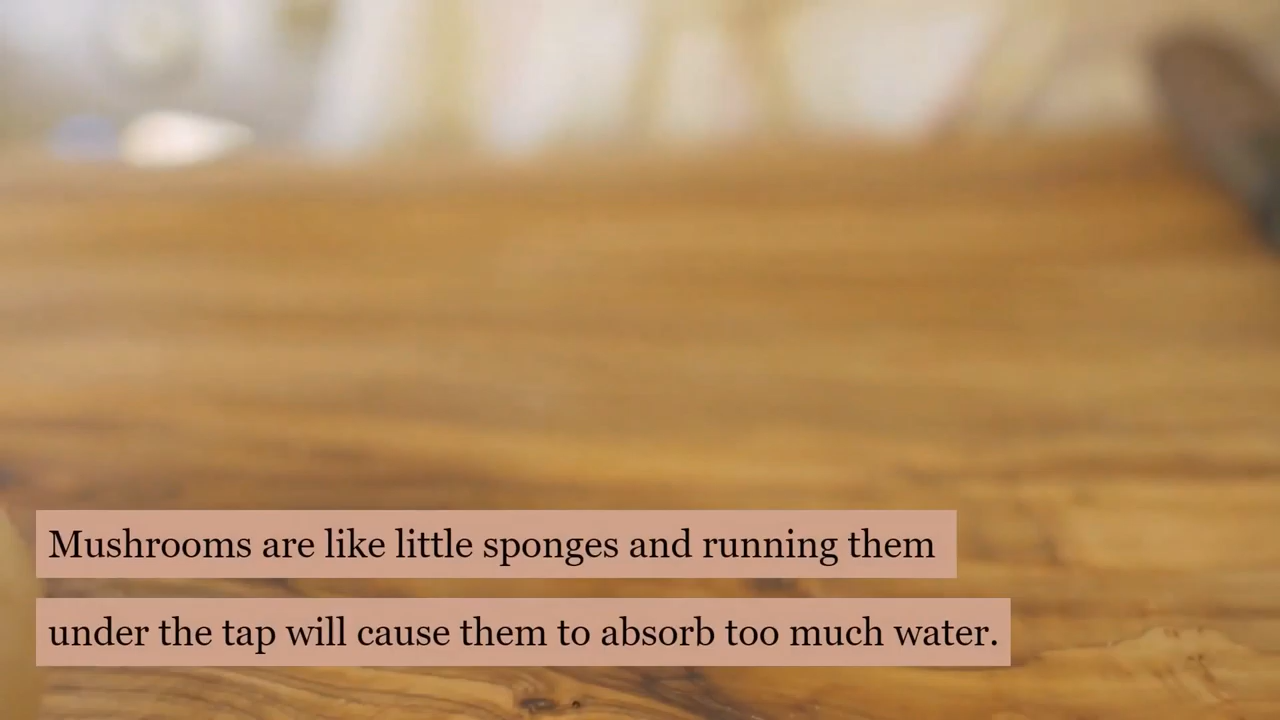 Mushrooms are like little sponges and running them
under the tap will cause them to absorb too much water.